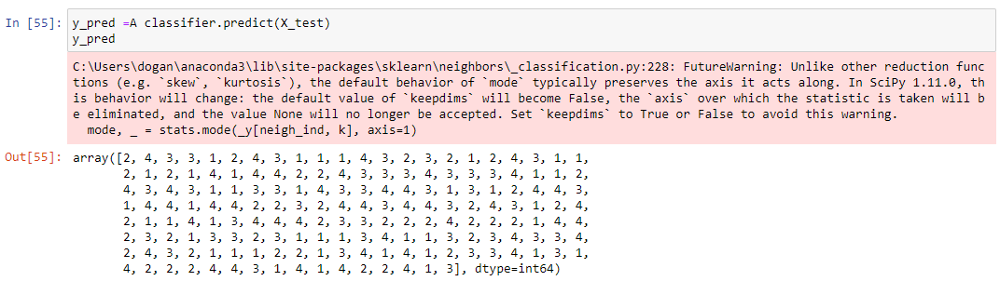 In [55]: y_pred =A classifier.predict(X_test)
y_pred
C:\Users\dogan\anaconda3\lib\site-packages\sklearn\neighbors\_classification.py:228: FutureWarning: Unlike other reduction func
tions (e.g. `skew`, `kurtosis`), the default behavior of `mode` typically preserves the axis it acts along. In SciPy 1.11.0, th
is behavior will change: the default value of `keepdims` will become False, the `axis` over which the statistic is taken will b
e eliminated, and the value None will no longer be accepted. Set `keepdims` to True or False to avoid this warning.
mode, _ = stats.mode(_y[neigh_ind, k], axis=1)
Out[55]: array([2, 4, 3, 3, 1, 2, 4, 3, 1, 1, 1, 4, 3, 2, 3, 2, 1, 2, 4, 3, 1, 1,
2, 1, 2, 1, 4, 1, 4, 4, 2, 2, 4, 3, 3, 3, 4, 3, 3, 3, 4, 1, 1, 2,
4, 3, 4, 3, 1, 1, 3, 3, 1, 4, 3, 3, 4, 4, 3, 1, 3, 1, 2, 4, 4, 3,
1, 4, 4, 1, 4, 4, 2, 2, 3, 2, 4, 4, 3, 4, 4, 3, 2, 4, 3, 1, 2, 4,
2, 1, 1, 4, 1, 3, 4, 4, 4, 2, 3, 3, 2, 2, 2, 4, 2, 2, 2, 1, 4, 4,
2, 3, 2, 1, 3, 3, 2, 3, 1, 1, 1, 3, 4, 1, 1, 3, 2, 3, 4, 3, 3, 4,
2, 4, 3, 2, 1, 1, 1, 2, 2, 1, 3, 4, 1, 4, 1, 2, 3, 3, 4, 1, 3, 1,
4, 2, 2, 2, 4, 4, 3, 1, 4, 1, 4, 2, 2, 4, 1, 3], dtype=int64)